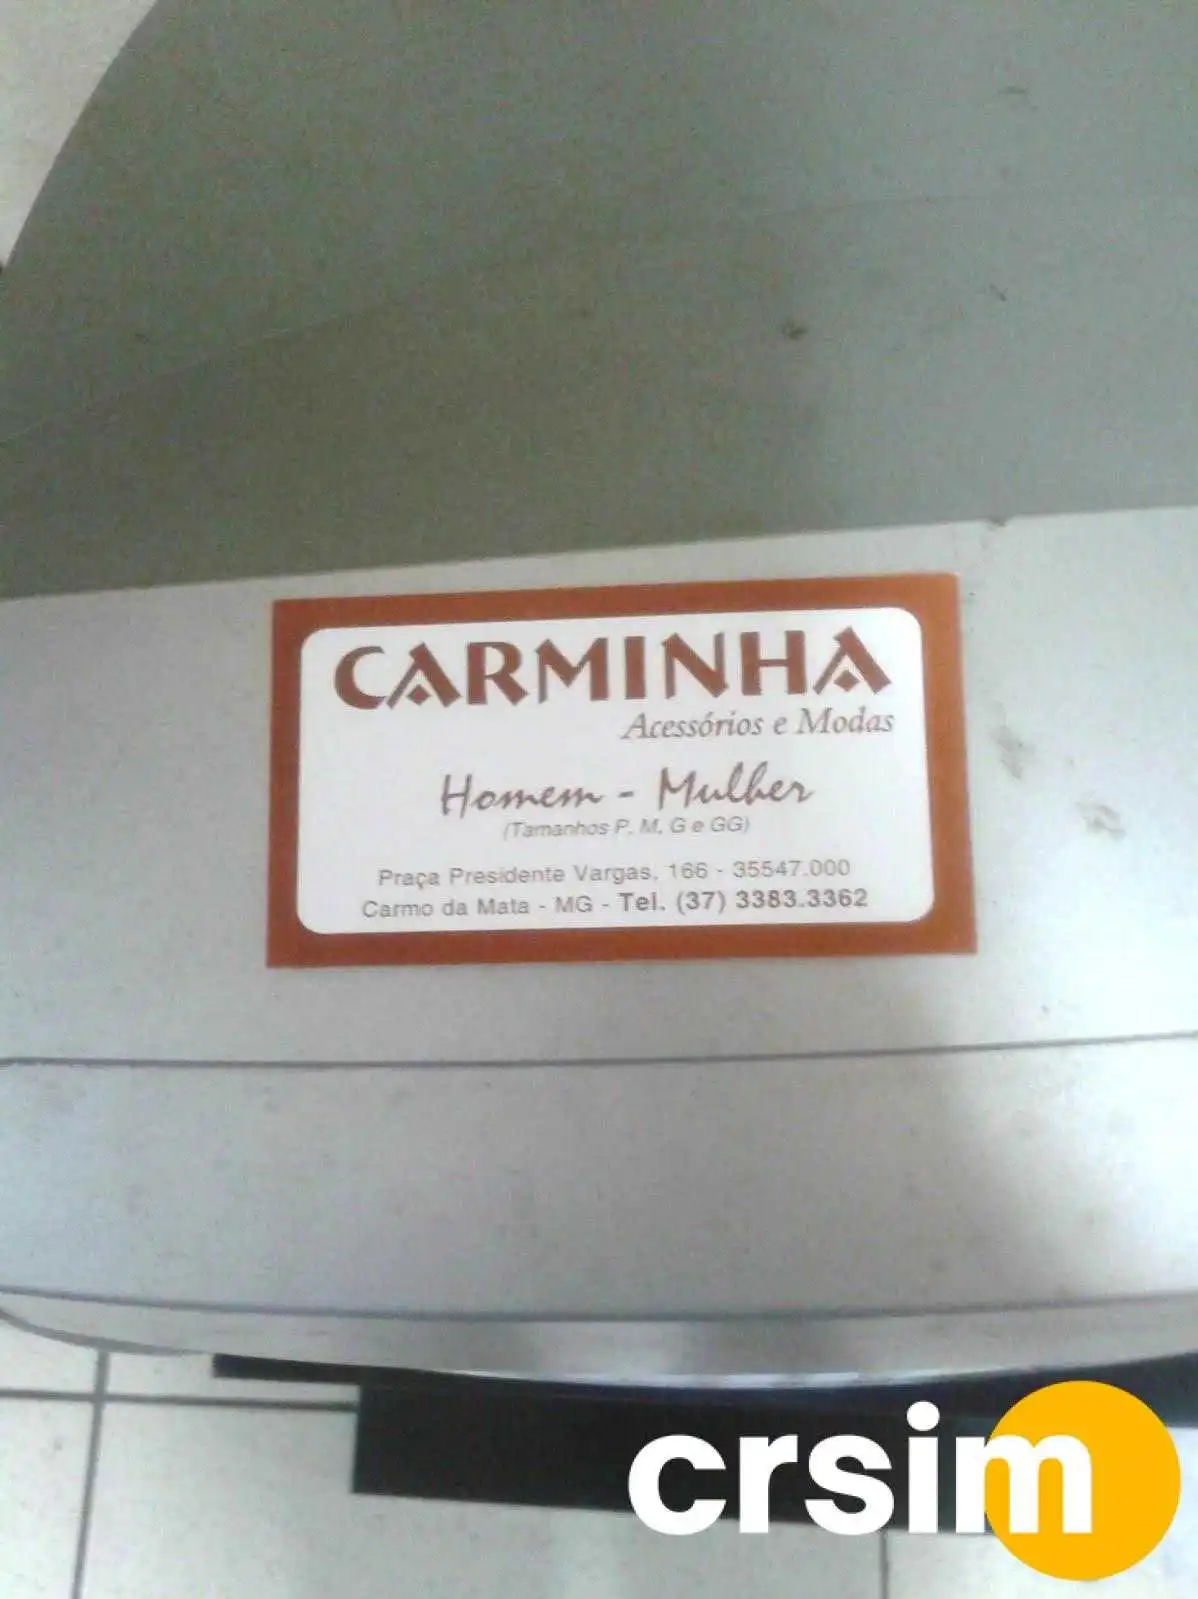 CARMINHA
Acessórios e Modas
Homem - Mulher
(Tamanhos P, M, G e GG)
Praça Presidente Vargas, 166 - 35547.000
Carmo da Mata - MG - Tel. (37) 3383.3362
crsim